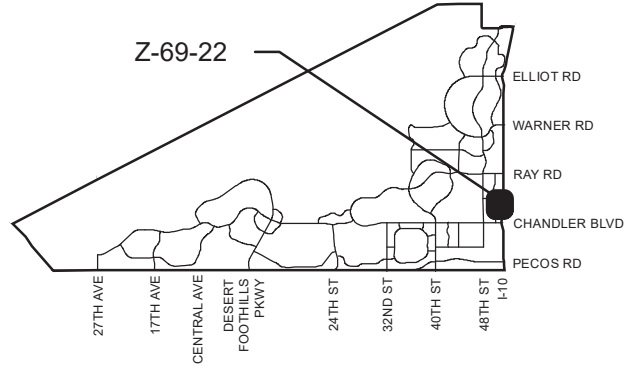 Z-69-22
ELLIOT RD
WARNER RD
RAY RD
CHANDLER BLVD
PECOS RD
27TH AVE
17TH AVE
CENTRAL AVE
DESERT
FOOTHILLS
PKWY
24TH ST
32ND ST
40TH ST
48TH ST
I-10